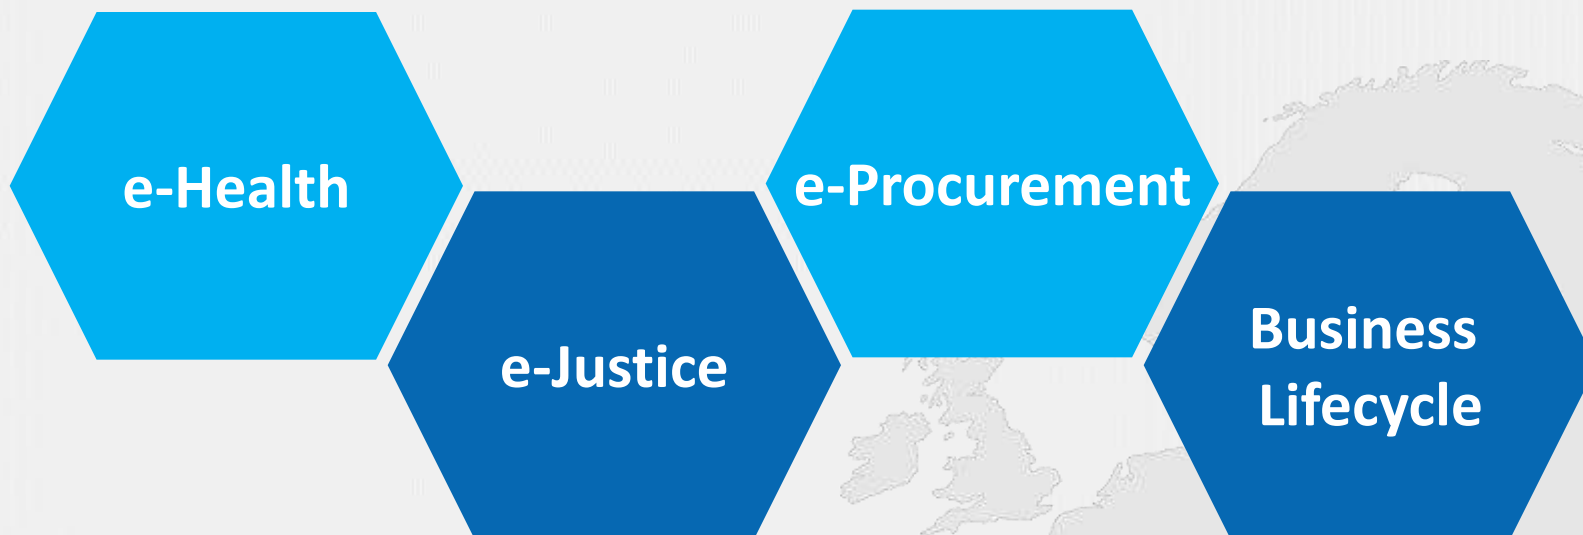 e-Health
e-Justice
e-Procurement
Business
Lifecycle